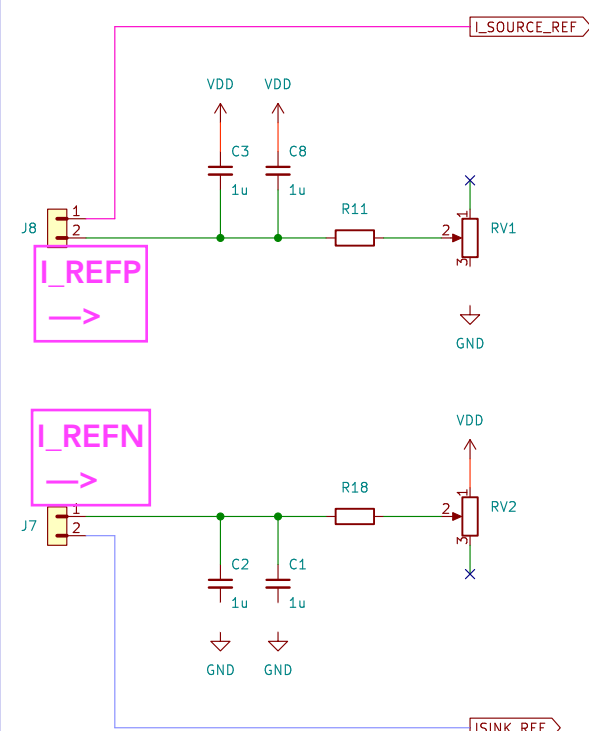 I_SOURCE_REF
VDD VDD
C3 C8
1u 1u
R11
J8 1 2
2 1 3 RV1
I_REFP
—>
GND
I_REFN
—>
VDD
R18
J7 1 2
2 1 3 RV2
C2 C1
1u 1u
GND GND
ISINK_REF